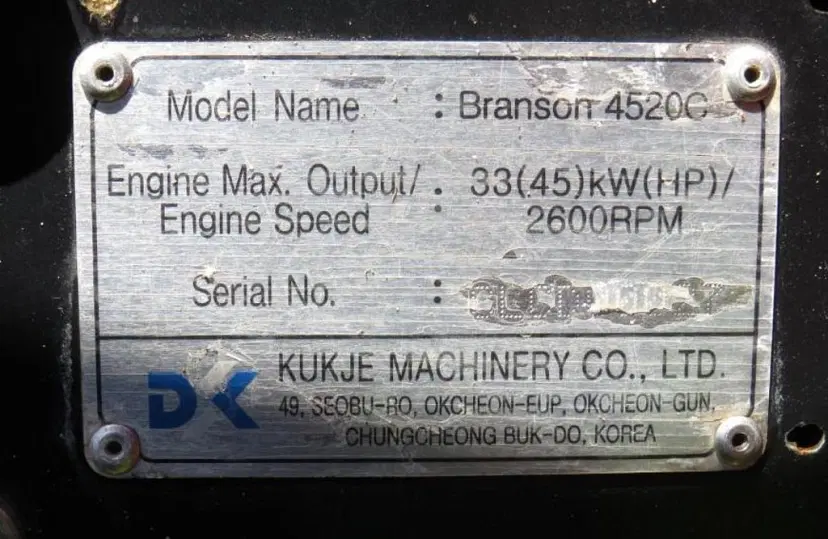 Model Name : Branson 4520C
Engine Max. Output/ : 33(45)kW(HP)/
Engine Speed 2600RPM
Serial No. :
DK KUKJE MACHINERY CO., LTD.
49, SEOBU-RO, OKCHEON-EUP, OKCHEON-GUN,
CHUNGCHEONG BUK-DO, KOREA